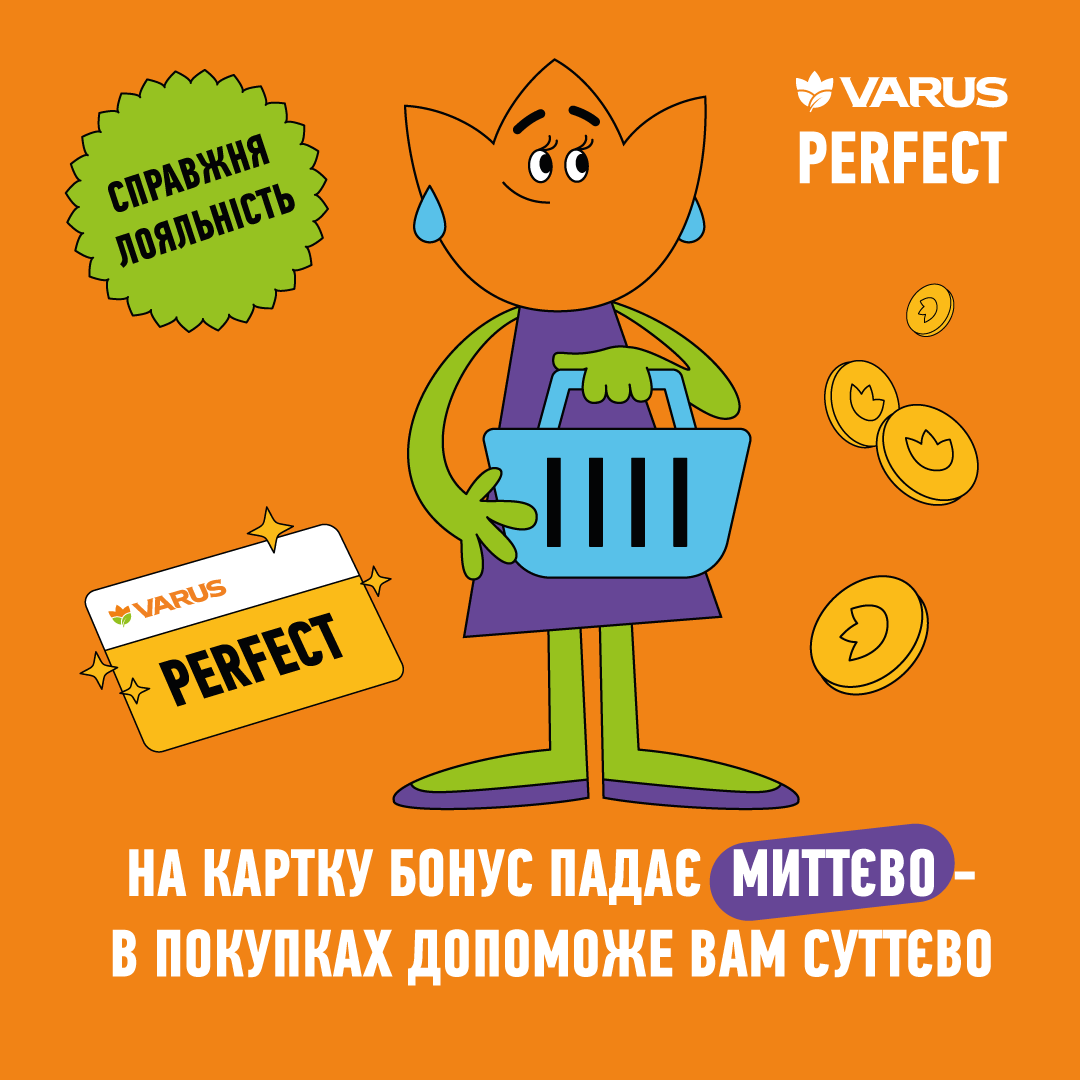 СПРАВЖНЯ
ЛОЯЛЬНІСТЬ
VARUS
PERFECT
VARUS
PERFECT
НА КАРТКУ БОНУС ПАДАЄ МИТТЄВО -
В ПОКУПКАХ ДОПОМОЖЕ ВАМ СУТТЄВО